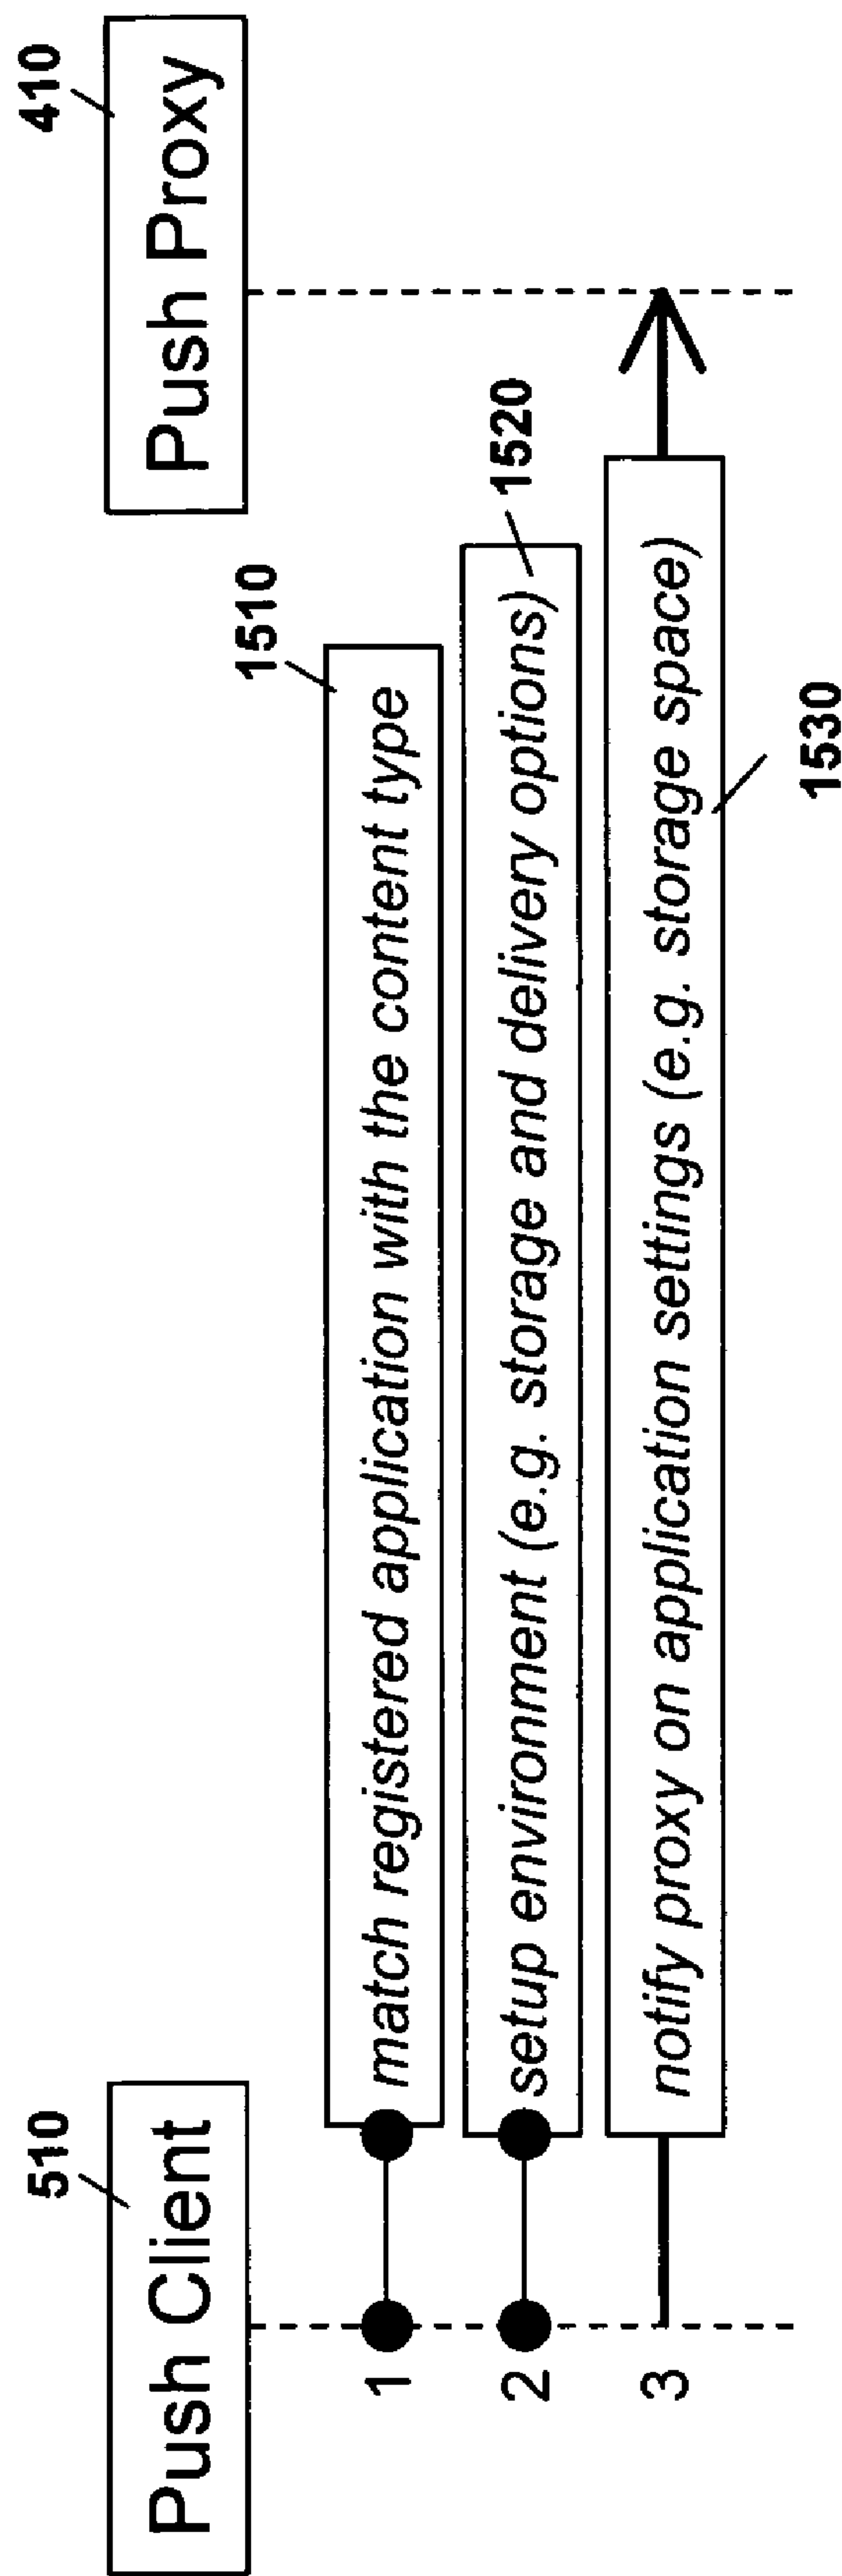 510
Push Client
410
Push Proxy
1510
1 match registered application with the content type
1520
2 setup environment (e.g. storage and delivery options)
3 notify proxy on application settings (e.g. storage space)
1530